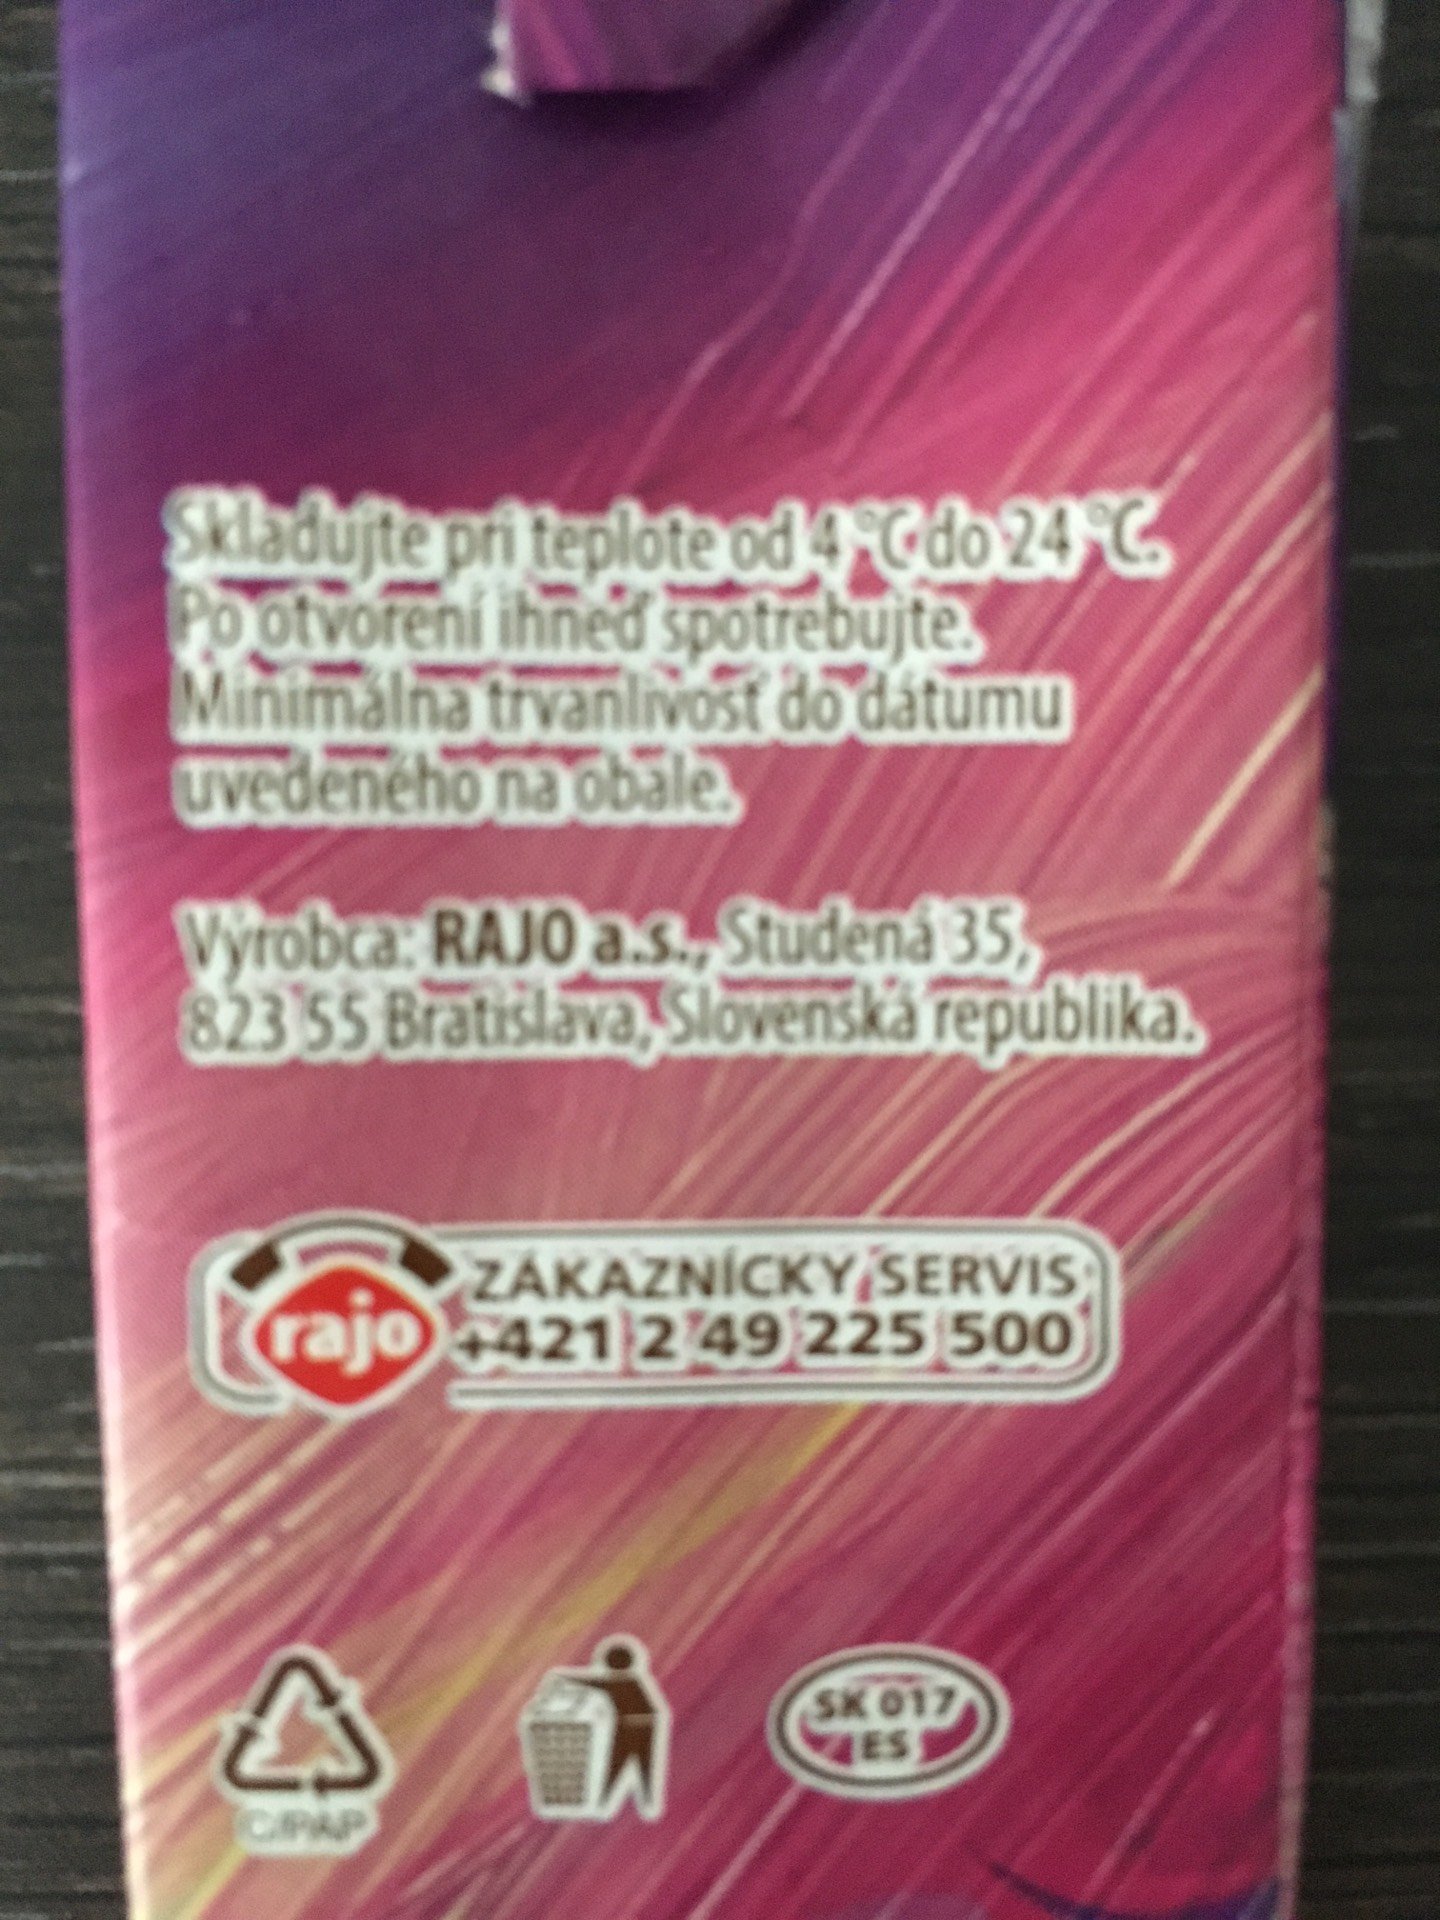 Skladujte pri teplote od 4 °C do 24 °C.
Po otvorení ihneď spotrebujte.
Minimálna trvanlivosť do dátumu
uvedeného na obale.
Výrobca: RAJO a.s., Studená 35,
823 55 Bratislava, Slovenská republika.
rajo
ZÁKAZNÍCKY SERVIS
+421 2 49 225 500
C/PAP
SK 017
ES